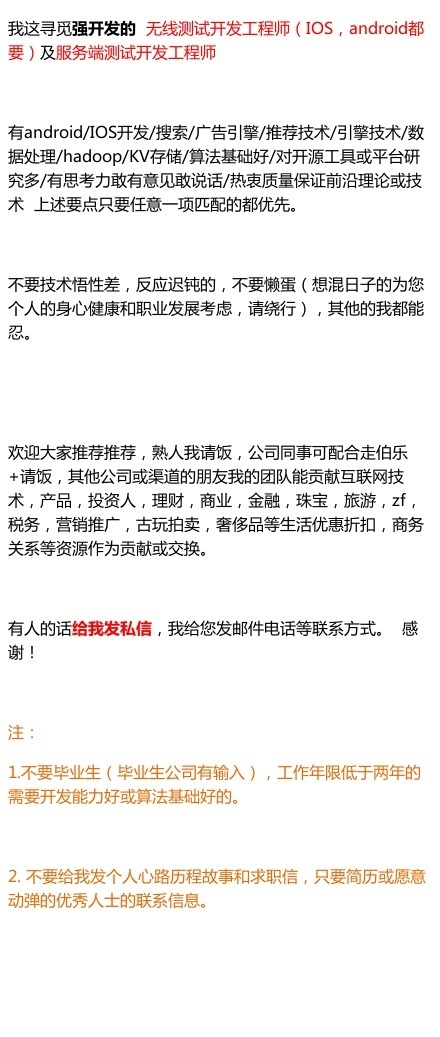 我这寻觅强开发的  无线测试开发工程师（IOS，android都
要）及服务端测试开发工程师
有android/IOS开发/搜索/广告引擎/推荐技术/引擎技术/数
据处理/hadoop/KV存储/算法基础好/对开源工具或平台研
究多/有思考力敢有意见敢说话/热衷质量保证前沿理论或技
术  上述要点只要任意一项匹配的都优先。
不要技术悟性差，反应迟钝的，不要懒蛋（想混日子的为您
个人的身心健康和职业发展考虑，请绕行），其他的我都能
忍。
欢迎大家推荐推荐，熟人我请饭，公司同事可配合走伯乐
+请饭，其他公司或渠道的朋友我的团队能贡献互联网技
术，产品，投资人，理财，商业，金融，珠宝，旅游，zf，
税务，营销推广，古玩拍卖，奢侈品等生活优惠折扣，商务
关系等资源作为贡献或交换。
有人的话给我发私信，我给您发邮件电话等联系方式。  感
谢！
注：
1.不要毕业生（毕业生公司有输入），工作年限低于两年的
需要开发能力好或算法基础好的。
2. 不要给我发个人心路历程故事和求职信，只要简历或愿意
动弹的优秀人士的联系信息。